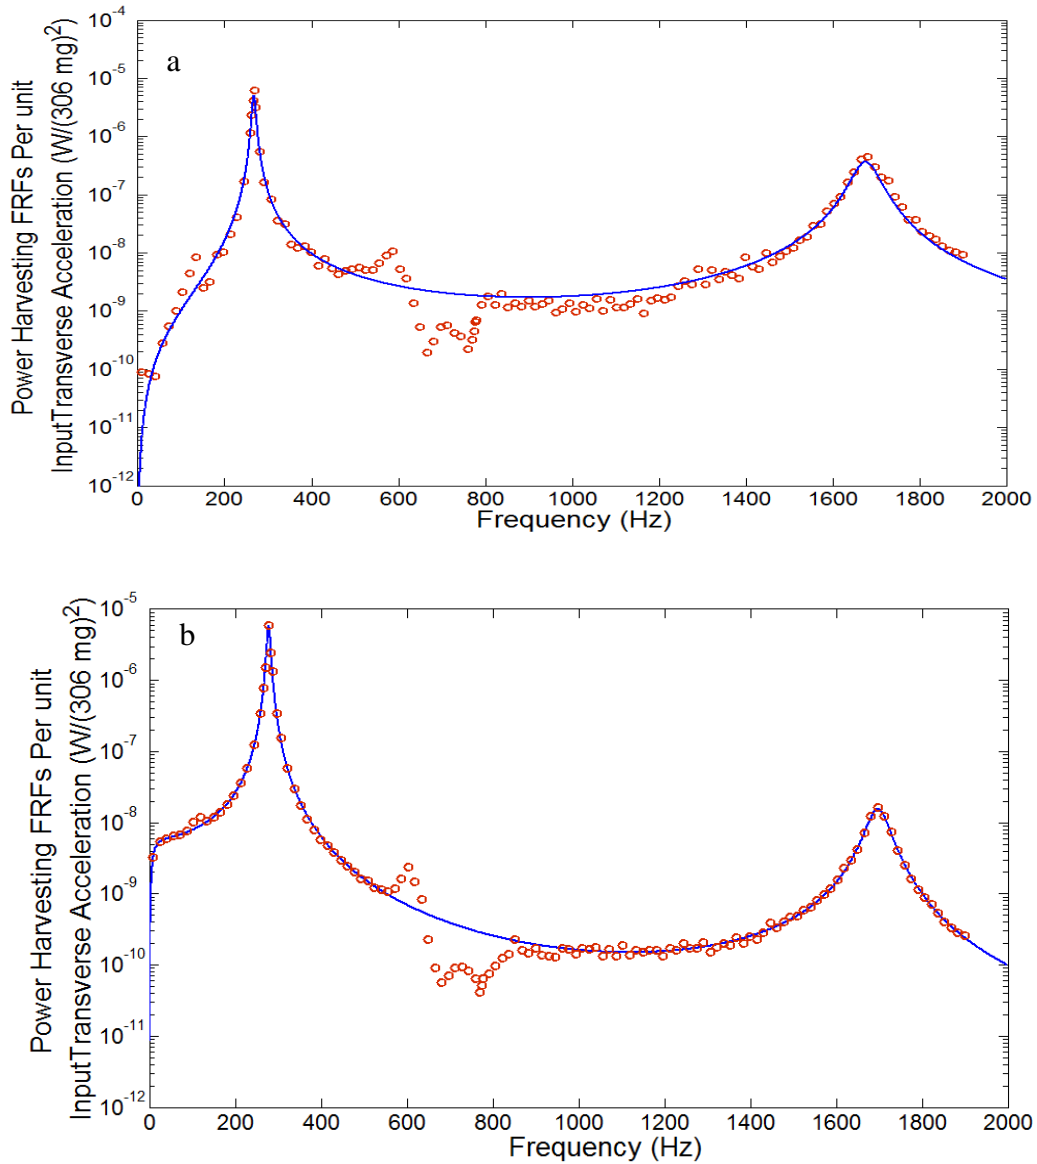 a
Power Harvesting FRFs Per unit
InputTransverse Acceleration (W/(306 mg)2)
10-4
10-5
10-6
10-7
10-8
10-9
10-10
10-11
10-12
0 200 400 600 800 1000 1200 1400 1600 1800 2000
Frequency (Hz)
b
Power Harvesting FRFs Per unit
InputTransverse Acceleration (W/(306 mg)2)
10-5
10-6
10-7
10-8
10-9
10-10
10-11
10-12
0 200 400 600 800 1000 1200 1400 1600 1800 2000
Frequency (Hz)